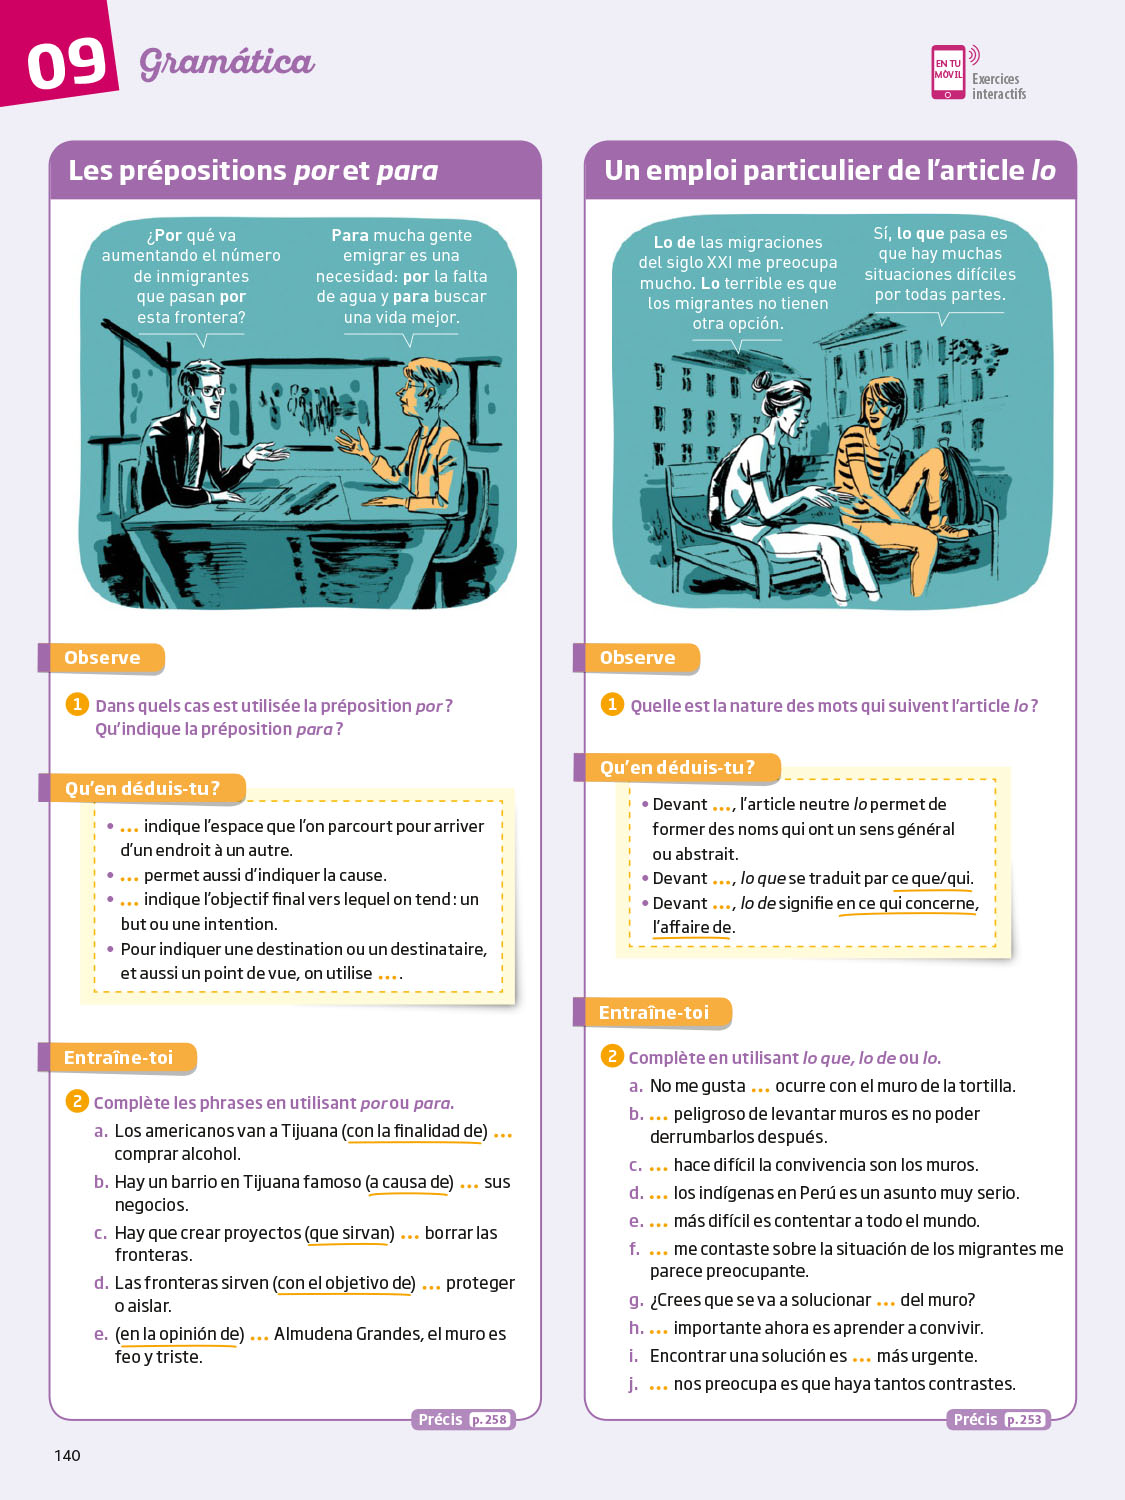 09
Gramática
EN TU
MÓVIL
Exercices
interactifs
Les prépositions por et para
¿Por qué va
aumentando el número
de inmigrantes
que pasan por
esta frontera?
Para mucha gente
emigrar es una
necesidad: por la falta
de agua y para buscar
una vida mejor.
Observe
1 Dans quels cas est utilisée la préposition por ?
Qu'indique la préposition para ?
Qu'en déduis-tu ?
• ... indique l'espace que l'on parcourt pour arriver
d'un endroit à un autre.
• ... permet aussi d'indiquer la cause.
• ... indique l'objectif final vers lequel on tend : un
but ou une intention.
• Pour indiquer une destination ou un destinataire,
et aussi un point de vue, on utilise ... .
Entraîne-toi
2 Complète les phrases en utilisant por ou para.
a. Los americanos van a Tijuana (con la finalidad de) ...
comprar alcohol.
b. Hay un barrio en Tijuana famoso (a causa de) ... sus
negocios.
c. Hay que crear proyectos (que sirvan) ... borrar las
fronteras.
d. Las fronteras sirven (con el objetivo de) ... proteger
o aislar.
e. (en la opinión de) ... Almudena Grandes, el muro es
feo y triste.
Précis p. 258
Un emploi particulier de l'article lo
Lo de las migraciones
del siglo XXI me preocupa
mucho. Lo terrible es que
los migrantes no tienen
otra opción.
Sí, lo que pasa es
que hay muchas
situaciones difíciles
por todas partes.
Observe
1 Quelle est la nature des mots qui suivent l'article lo ?
Qu'en déduis-tu ?
• Devant ..., l'article neutre lo permet de
former des noms qui ont un sens général
ou abstrait.
• Devant ..., lo que se traduit par ce que/qui.
• Devant ..., lo de signifie en ce qui concerne,
l'affaire de.
Entraîne-toi
2 Complète en utilisant lo que, lo de ou lo.
a. No me gusta ... ocurre con el muro de la tortilla.
b. ... peligroso de levantar muros es no poder
derrumbarlos después.
c. ... hace difícil la convivencia son los muros.
d. ... los indígenas en Perú es un asunto muy serio.
e. ... más difícil es contentar a todo el mundo.
f. ... me contaste sobre la situación de los migrantes me
parece preocupante.
g. ¿Crees que se va a solucionar ... del muro?
h. ... importante ahora es aprender a convivir.
i. Encontrar una solución es ... más urgente.
j. ... nos preocupa es que haya tantos contrastes.
Précis p. 253
140